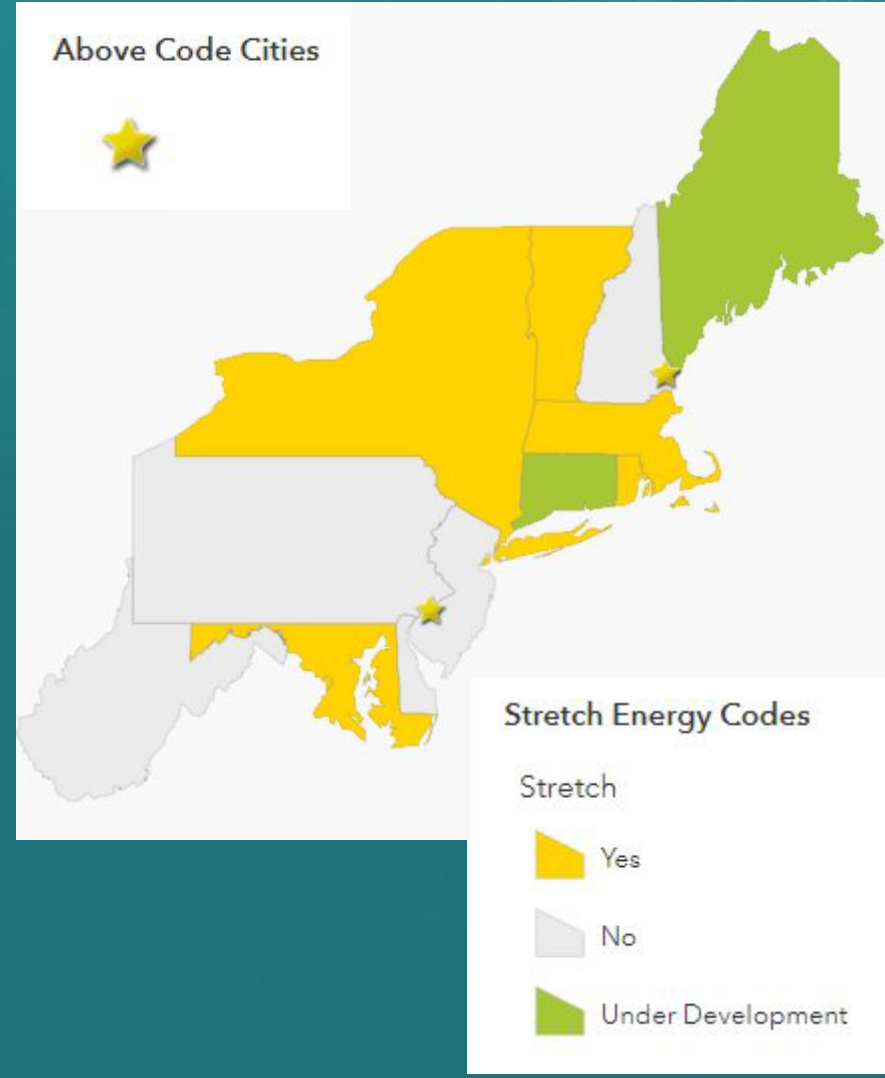 Above Code Cities
Stretch Energy Codes
Stretch
Yes
No
Under Development